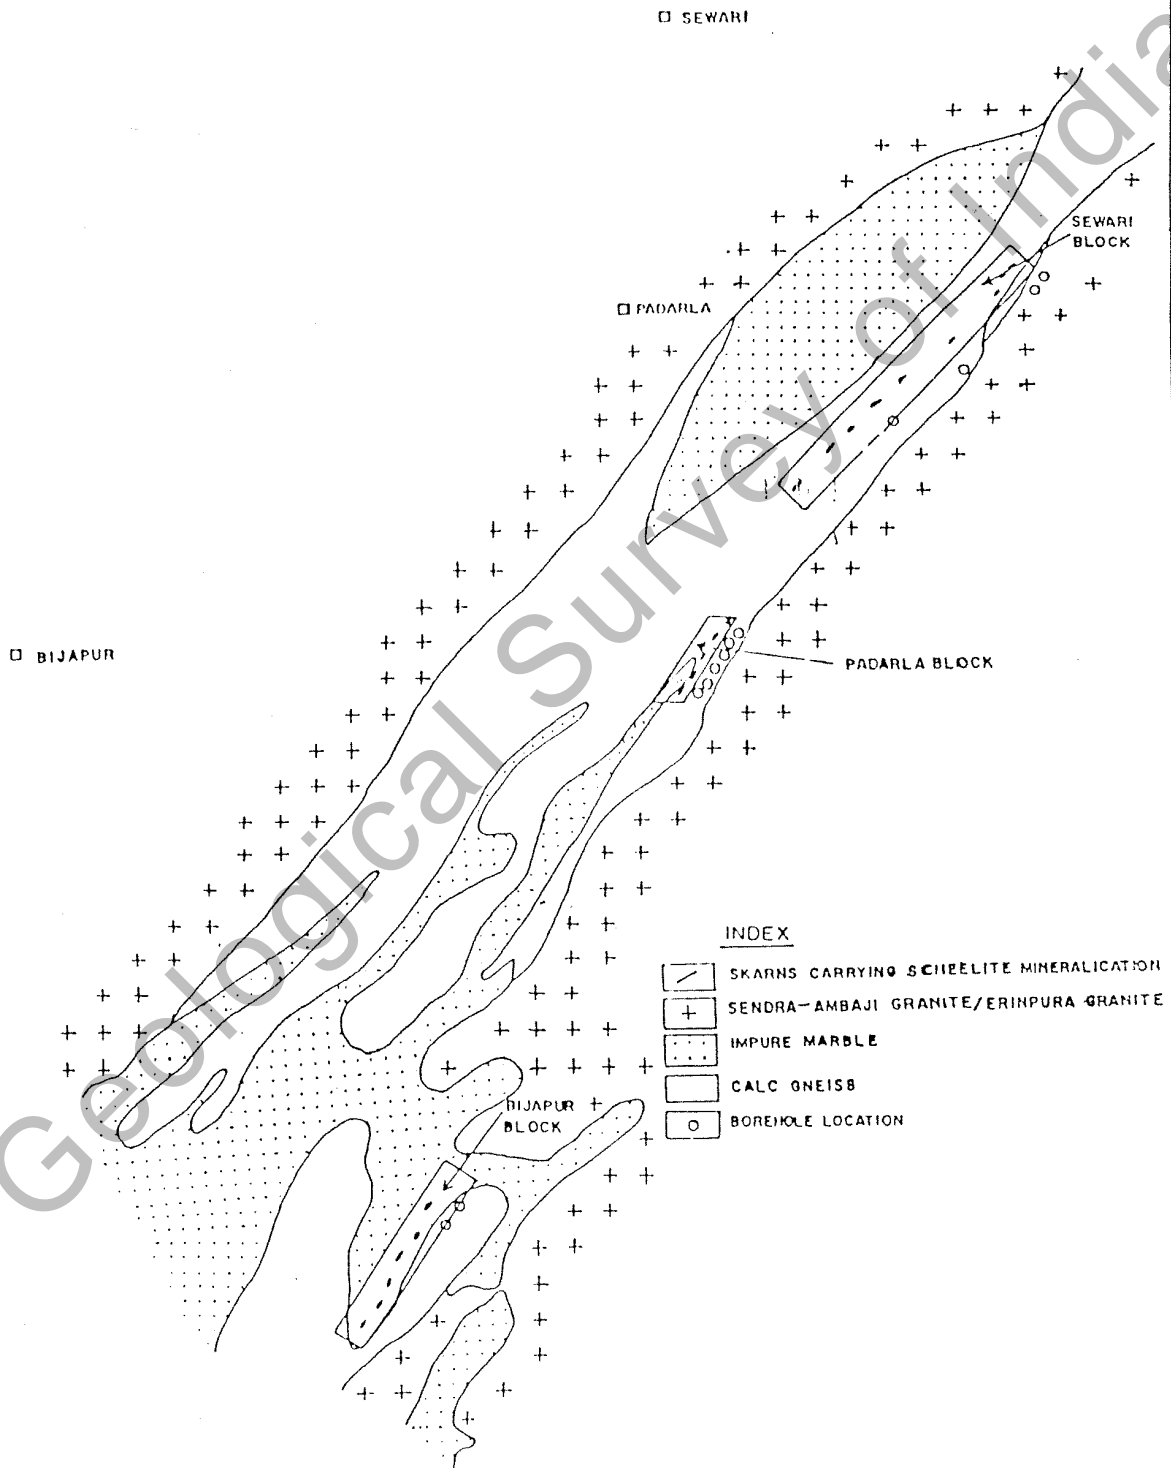 SEWARI
SEWARI
BLOCK
PADARLA
BIJAPUR
PADARLA BLOCK
INDEX
SKARNS CARRYING SCHEELITE MINERALICATION
SENDRA-AMBAJI GRANITE/ERINPURA GRANITE
IMPURE MARBLE
CALC GNEISS
BOREHOLE LOCATION
BIJAPUR
BLOCK
Geological Survey of India